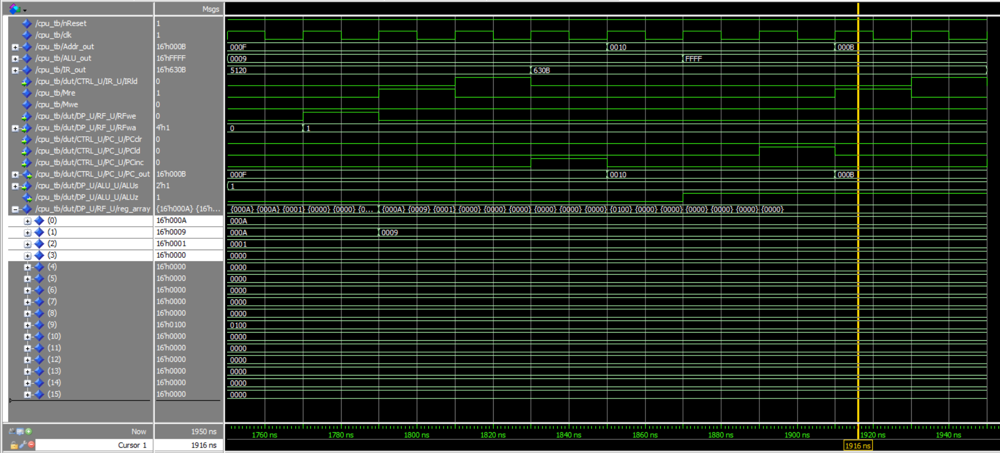 Msgs
/cpu_tb/nReset 1
/cpu_tb/clk 1
/cpu_tb/Addr_out 16'h000B 000F 0010 000B
/cpu_tb/ALU_out 16'hFFFF 0009 FFFF
/cpu_tb/IR_out 16'h630B 5120 630B
/cpu_tb/dut/CTRL_U/IR_U/IRld 0
/cpu_tb/Mre 1
/cpu_tb/Mwe 0
/cpu_tb/dut/DP_U/RF_U/RFwe 0
/cpu_tb/dut/DP_U/RF_U/RFwa 4'h1 0 1
/cpu_tb/dut/CTRL_U/PC_U/PCclr 0
/cpu_tb/dut/CTRL_U/PC_U/PCld 0
/cpu_tb/dut/CTRL_U/PC_U/PCinc 0
/cpu_tb/dut/CTRL_U/PC_U/PC_out 16'h000B 000F 0010 000B
/cpu_tb/dut/DP_U/ALU_U/ALUs 2'h1 1
/cpu_tb/dut/DP_U/ALU_U/ALUz 1
/cpu_tb/dut/DP_U/RF_U/reg_array {16'h000A} {16'h... {000A} {000A} {0001} {0000} {0000} {0... {000A} {0009} {0001} {0000} {0000} {0000} {0000} {0000} {0000} {0100} {0000} {0000} {0000} {0000} {0000} {0000}
(0) 16'h000A 000A
(1) 16'h0009 000A 0009
(2) 16'h0001 0001
(3) 16'h0000 0000
(4) 16'h0000 0000
(5) 16'h0000 0000
(6) 16'h0000 0000
(7) 16'h0000 0000
(8) 16'h0000 0000
(9) 16'h0100 0100
(10) 16'h0000 0000
(11) 16'h0000 0000
(12) 16'h0000 0000
(13) 16'h0000 0000
(14) 16'h0000 0000
(15) 16'h0000 0000
Now 1950 ns 1760 ns 1780 ns 1800 ns 1820 ns 1840 ns 1860 ns 1880 ns 1900 ns 1920 ns 1940 ns
Cursor 1 1916 ns 1916 ns